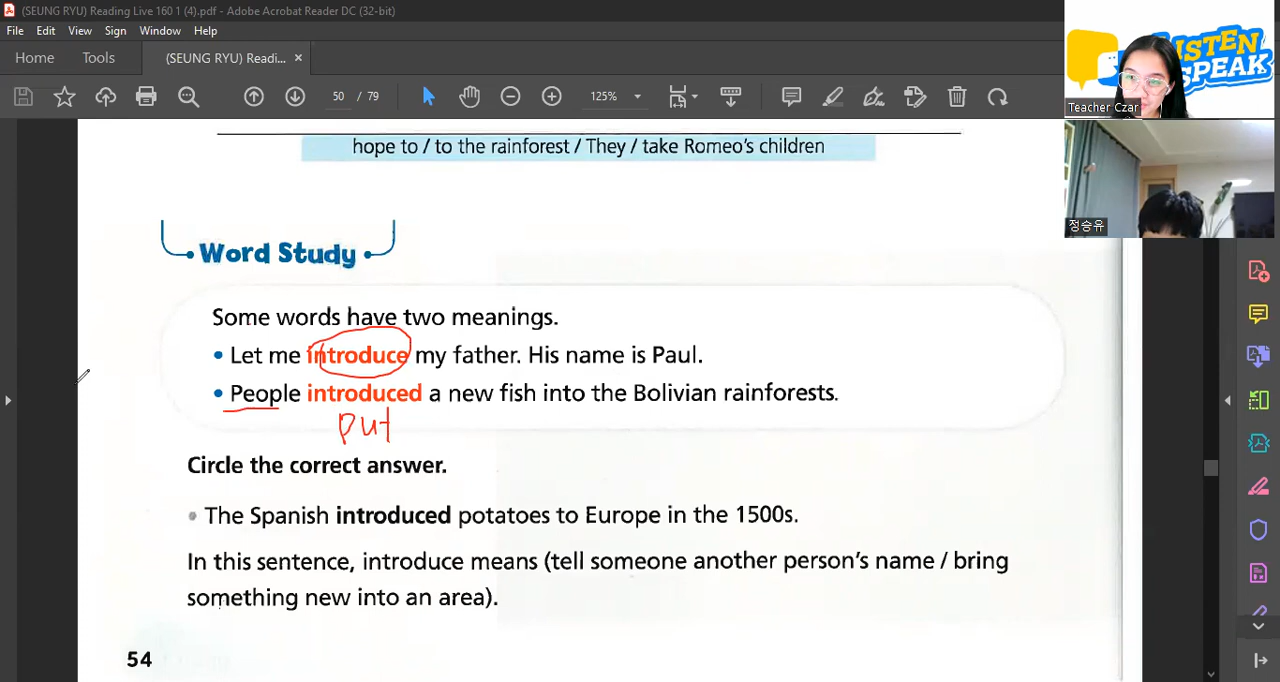 (SEUNG RYU) Reading Live 160 1 (4).pdf - Adobe Acrobat Reader DC (32-bit)
File Edit View Sign Window Help
Home Tools (SEUNG RYU) Readi... ×
50 / 79 125%
LISTEN
SPEAK
Teacher Czar
정승유
hope to / to the rainforest / They / take Romeo's children
Word Study
Some words have two meanings.
• Let me introduce my father. His name is Paul.
• People introduced a new fish into the Bolivian rainforests.
put
Circle the correct answer.
The Spanish introduced potatoes to Europe in the 1500s.
In this sentence, introduce means (tell someone another person's name / bring
something new into an area).
54